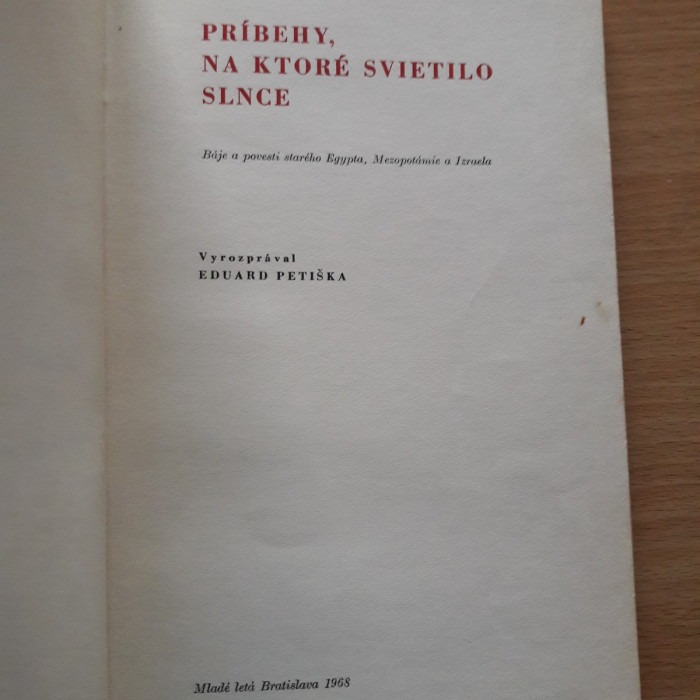 PRÍBEHY,
NA KTORÉ SVIETILO
SLNCE
Báje a povesti starého Egypta, Mezopotámie a Izraela
Vyrozprával
EDUARD PETIŠKA
Mladé letá Bratislava 1968